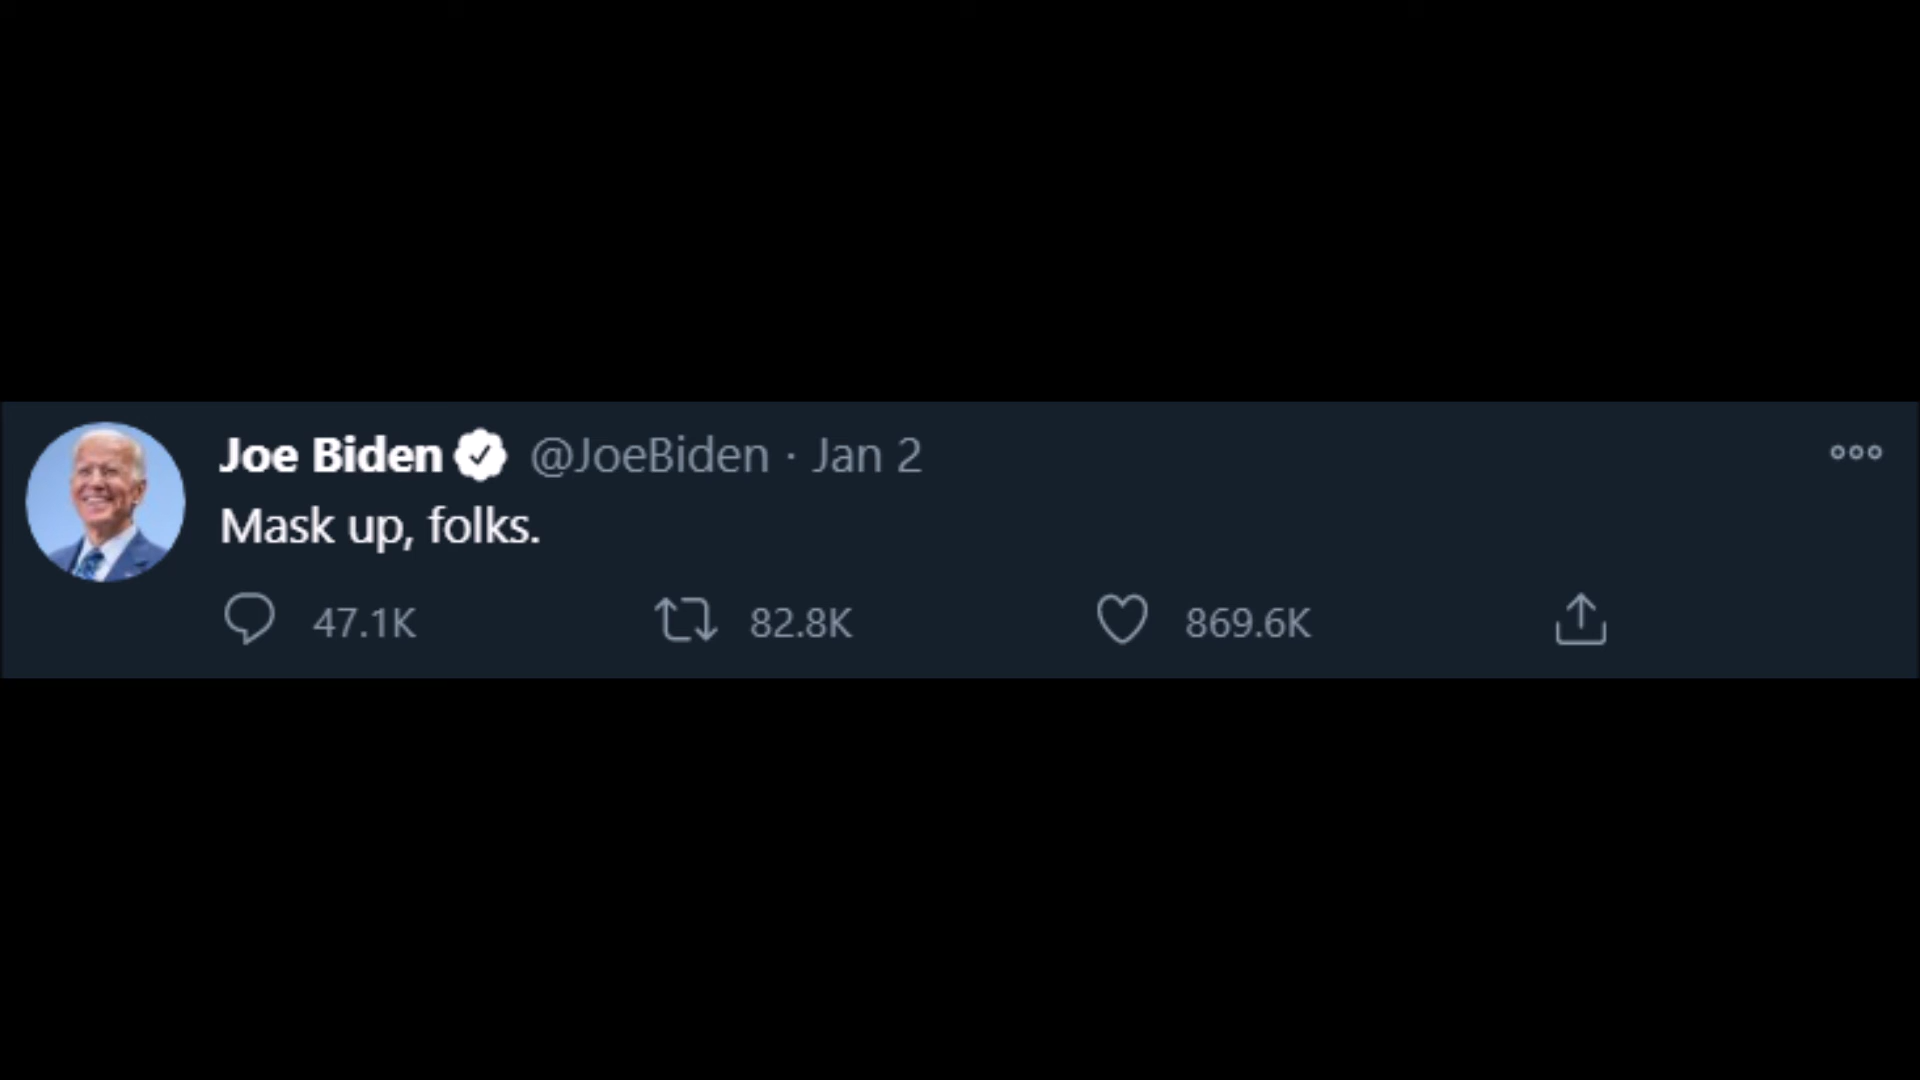 Joe Biden @JoeBiden · Jan 2
Mask up, folks.
47.1K 82.8K 869.6K